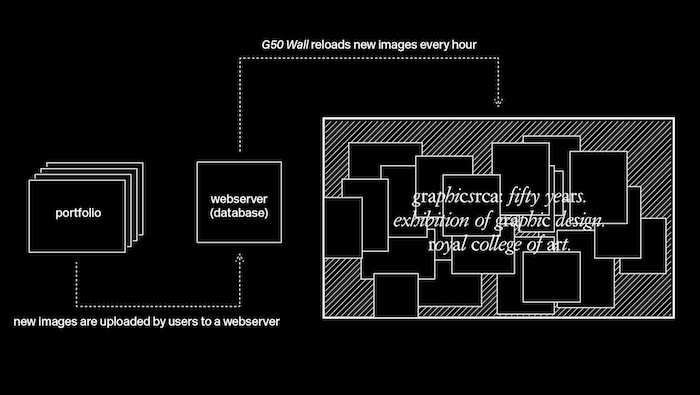 G50 Wall reloads new images every hour
portfolio
webserver
(database)
graphicsrca: fifty years.
exhibition of graphic design.
royal college of art.
new images are uploaded by users to a webserver